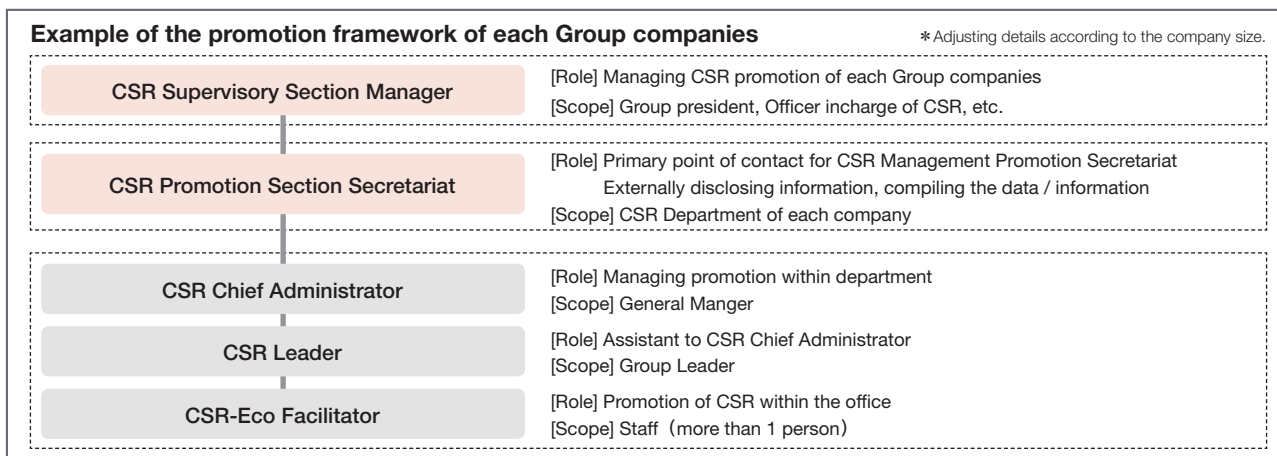 Example of the promotion framework of each Group companies
＊Adjusting details according to the company size.
CSR Supervisory Section Manager
[Role] Managing CSR promotion of each Group companies
[Scope] Group president, Officer incharge of CSR, etc.
CSR Promotion Section Secretariat
[Role] Primary point of contact for CSR Management Promotion Secretariat
Externally disclosing information, compiling the data / information
[Scope] CSR Department of each company
CSR Chief Administrator
[Role] Managing promotion within department
[Scope] General Manger
CSR Leader
[Role] Assistant to CSR Chief Administrator
[Scope] Group Leader
CSR-Eco Facilitator
[Role] Promotion of CSR within the office
[Scope] Staff（more than 1 person）